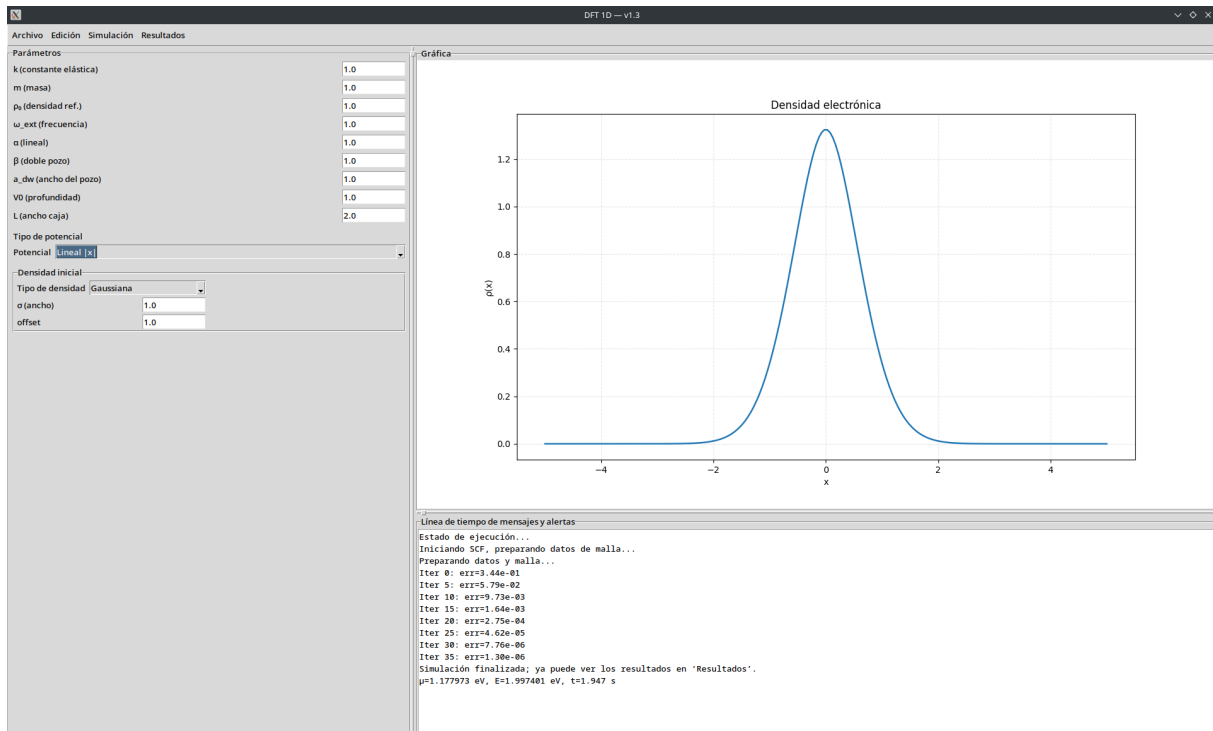 DFT 1D — v1.3
Archivo Edición Simulación Resultados
Parámetros
k (constante elástica) 1.0
m (masa) 1.0
ρ₀ (densidad ref.) 1.0
ω_ext (frecuencia) 1.0
α (lineal) 1.0
β (doble pozo) 1.0
a_dw (ancho del pozo) 1.0
V0 (profundidad) 1.0
L (ancho caja) 2.0
Tipo de potencial
Potencial Lineal |x|
Densidad inicial
Tipo de densidad Gaussiana
σ (ancho) 1.0
offset 1.0
Gráfica
Densidad electrónica
ρ(x)
1.2
1.0
0.8
0.6
0.4
0.2
0.0
−4 −2 0 2 4
x
Línea de tiempo de mensajes y alertas
Estado de ejecución...
Iniciando SCF, preparando datos de malla...
Preparando datos y malla...
Iter 0: err=3.44e-01
Iter 5: err=5.79e-02
Iter 10: err=9.73e-03
Iter 15: err=1.64e-03
Iter 20: err=2.75e-04
Iter 25: err=4.62e-05
Iter 30: err=7.76e-06
Iter 35: err=1.30e-06
Simulación finalizada; ya puede ver los resultados en 'Resultados'.
μ=1.177973 eV, E=1.997401 eV, t=1.947 s